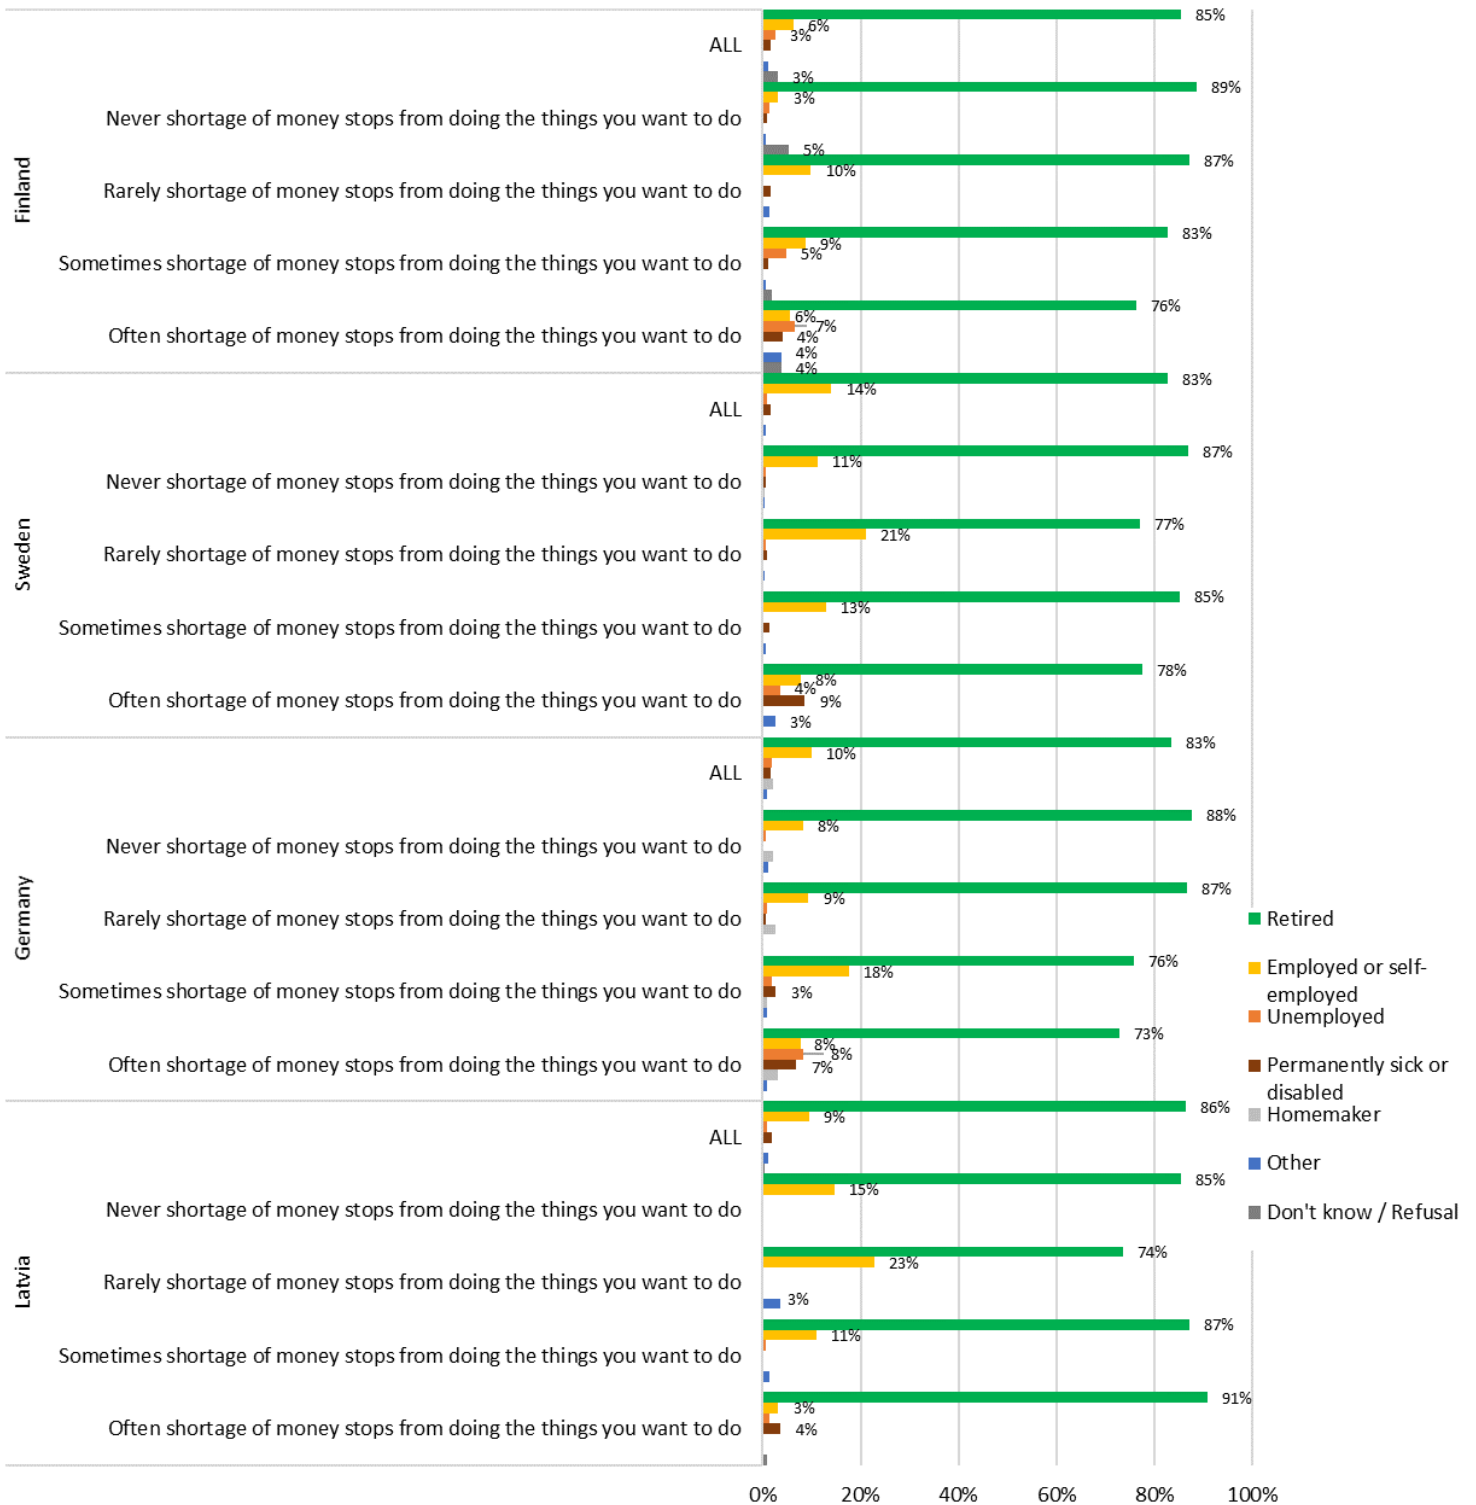 Finland
ALL
85%
6%
3%
3%
Never shortage of money stops from doing the things you want to do
89%
3%
5%
Rarely shortage of money stops from doing the things you want to do
87%
10%
Sometimes shortage of money stops from doing the things you want to do
83%
9%
5%
Often shortage of money stops from doing the things you want to do
76%
6%
7%
4%
4%
4%
Sweden
ALL
83%
14%
Never shortage of money stops from doing the things you want to do
87%
11%
Rarely shortage of money stops from doing the things you want to do
77%
21%
Sometimes shortage of money stops from doing the things you want to do
85%
13%
Often shortage of money stops from doing the things you want to do
78%
8%
4%
9%
3%
Germany
ALL
83%
10%
Never shortage of money stops from doing the things you want to do
88%
8%
Rarely shortage of money stops from doing the things you want to do
87%
9%
Sometimes shortage of money stops from doing the things you want to do
76%
18%
3%
Often shortage of money stops from doing the things you want to do
73%
8%
8%
7%
Latvia
ALL
86%
9%
Never shortage of money stops from doing the things you want to do
85%
15%
Rarely shortage of money stops from doing the things you want to do
74%
23%
3%
Sometimes shortage of money stops from doing the things you want to do
87%
11%
Often shortage of money stops from doing the things you want to do
91%
3%
4%
Retired
Employed or self-
employed
Unemployed
Permanently sick or
disabled
Homemaker
Other
Don't know / Refusal
0% 20% 40% 60% 80% 100%